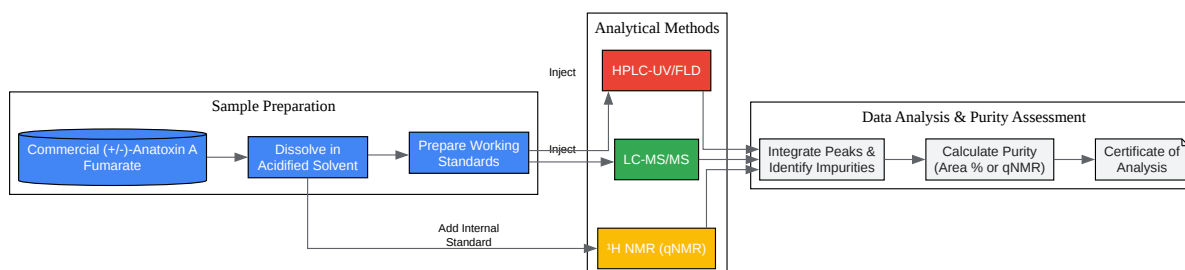 Sample Preparation
Commercial (+/-)-Anatoxin A
Fumarate
Dissolve in
Acidified Solvent
Prepare Working
Standards
Inject
Inject
Add Internal
Standard
Analytical Methods
HPLC-UV/FLD
LC-MS/MS
¹H NMR (qNMR)
Data Analysis & Purity Assessment
Integrate Peaks &
Identify Impurities
Calculate Purity
(Area % or qNMR)
Certificate of
Analysis